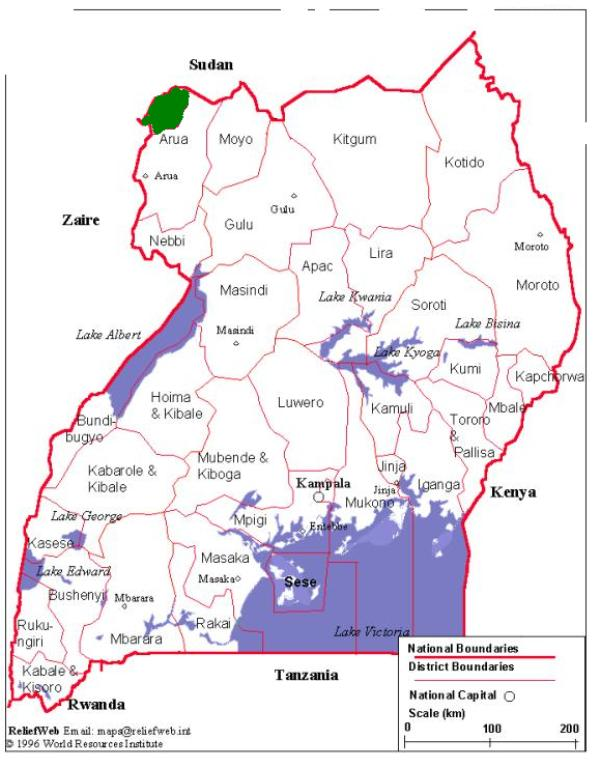 Sudan
Arua
Moyo
Kitgum
Kotido
Arua
Gulu
Zaire
Gulu
Nebbi
Moroto
Lira
Apac
Moroto
Masindi
Lake Kwania
Soroti
Lake Albert
Masindi
Lake Bisina
Lake Kyoga
Kumi
Kapchorwa
Hoima
& Kibale
Luwero
Kamuli
Mbale
Bundi-
bugyo
Tororo
&
Pallisa
Mubende &
Kiboga
Kabarole &
Kibale
Jinja
Kampala
Jinja
Iganga
Kenya
Mukono
Lake George
Mpigi
Entebbe
Kasese
Masaka
Lake Edward
Masaka
Sese
Bushenyi
Mbarara
Ruku-
ngiri
Rakai
Mbarara
Lake Victoria
Kabale &
Kisoro
Tanzania
Rwanda
National Boundaries
District Boundaries
National Capital
Scale (km)
0 100 200
ReliefWeb Email: maps@reliefweb.int
© 1996 World Resources Institute